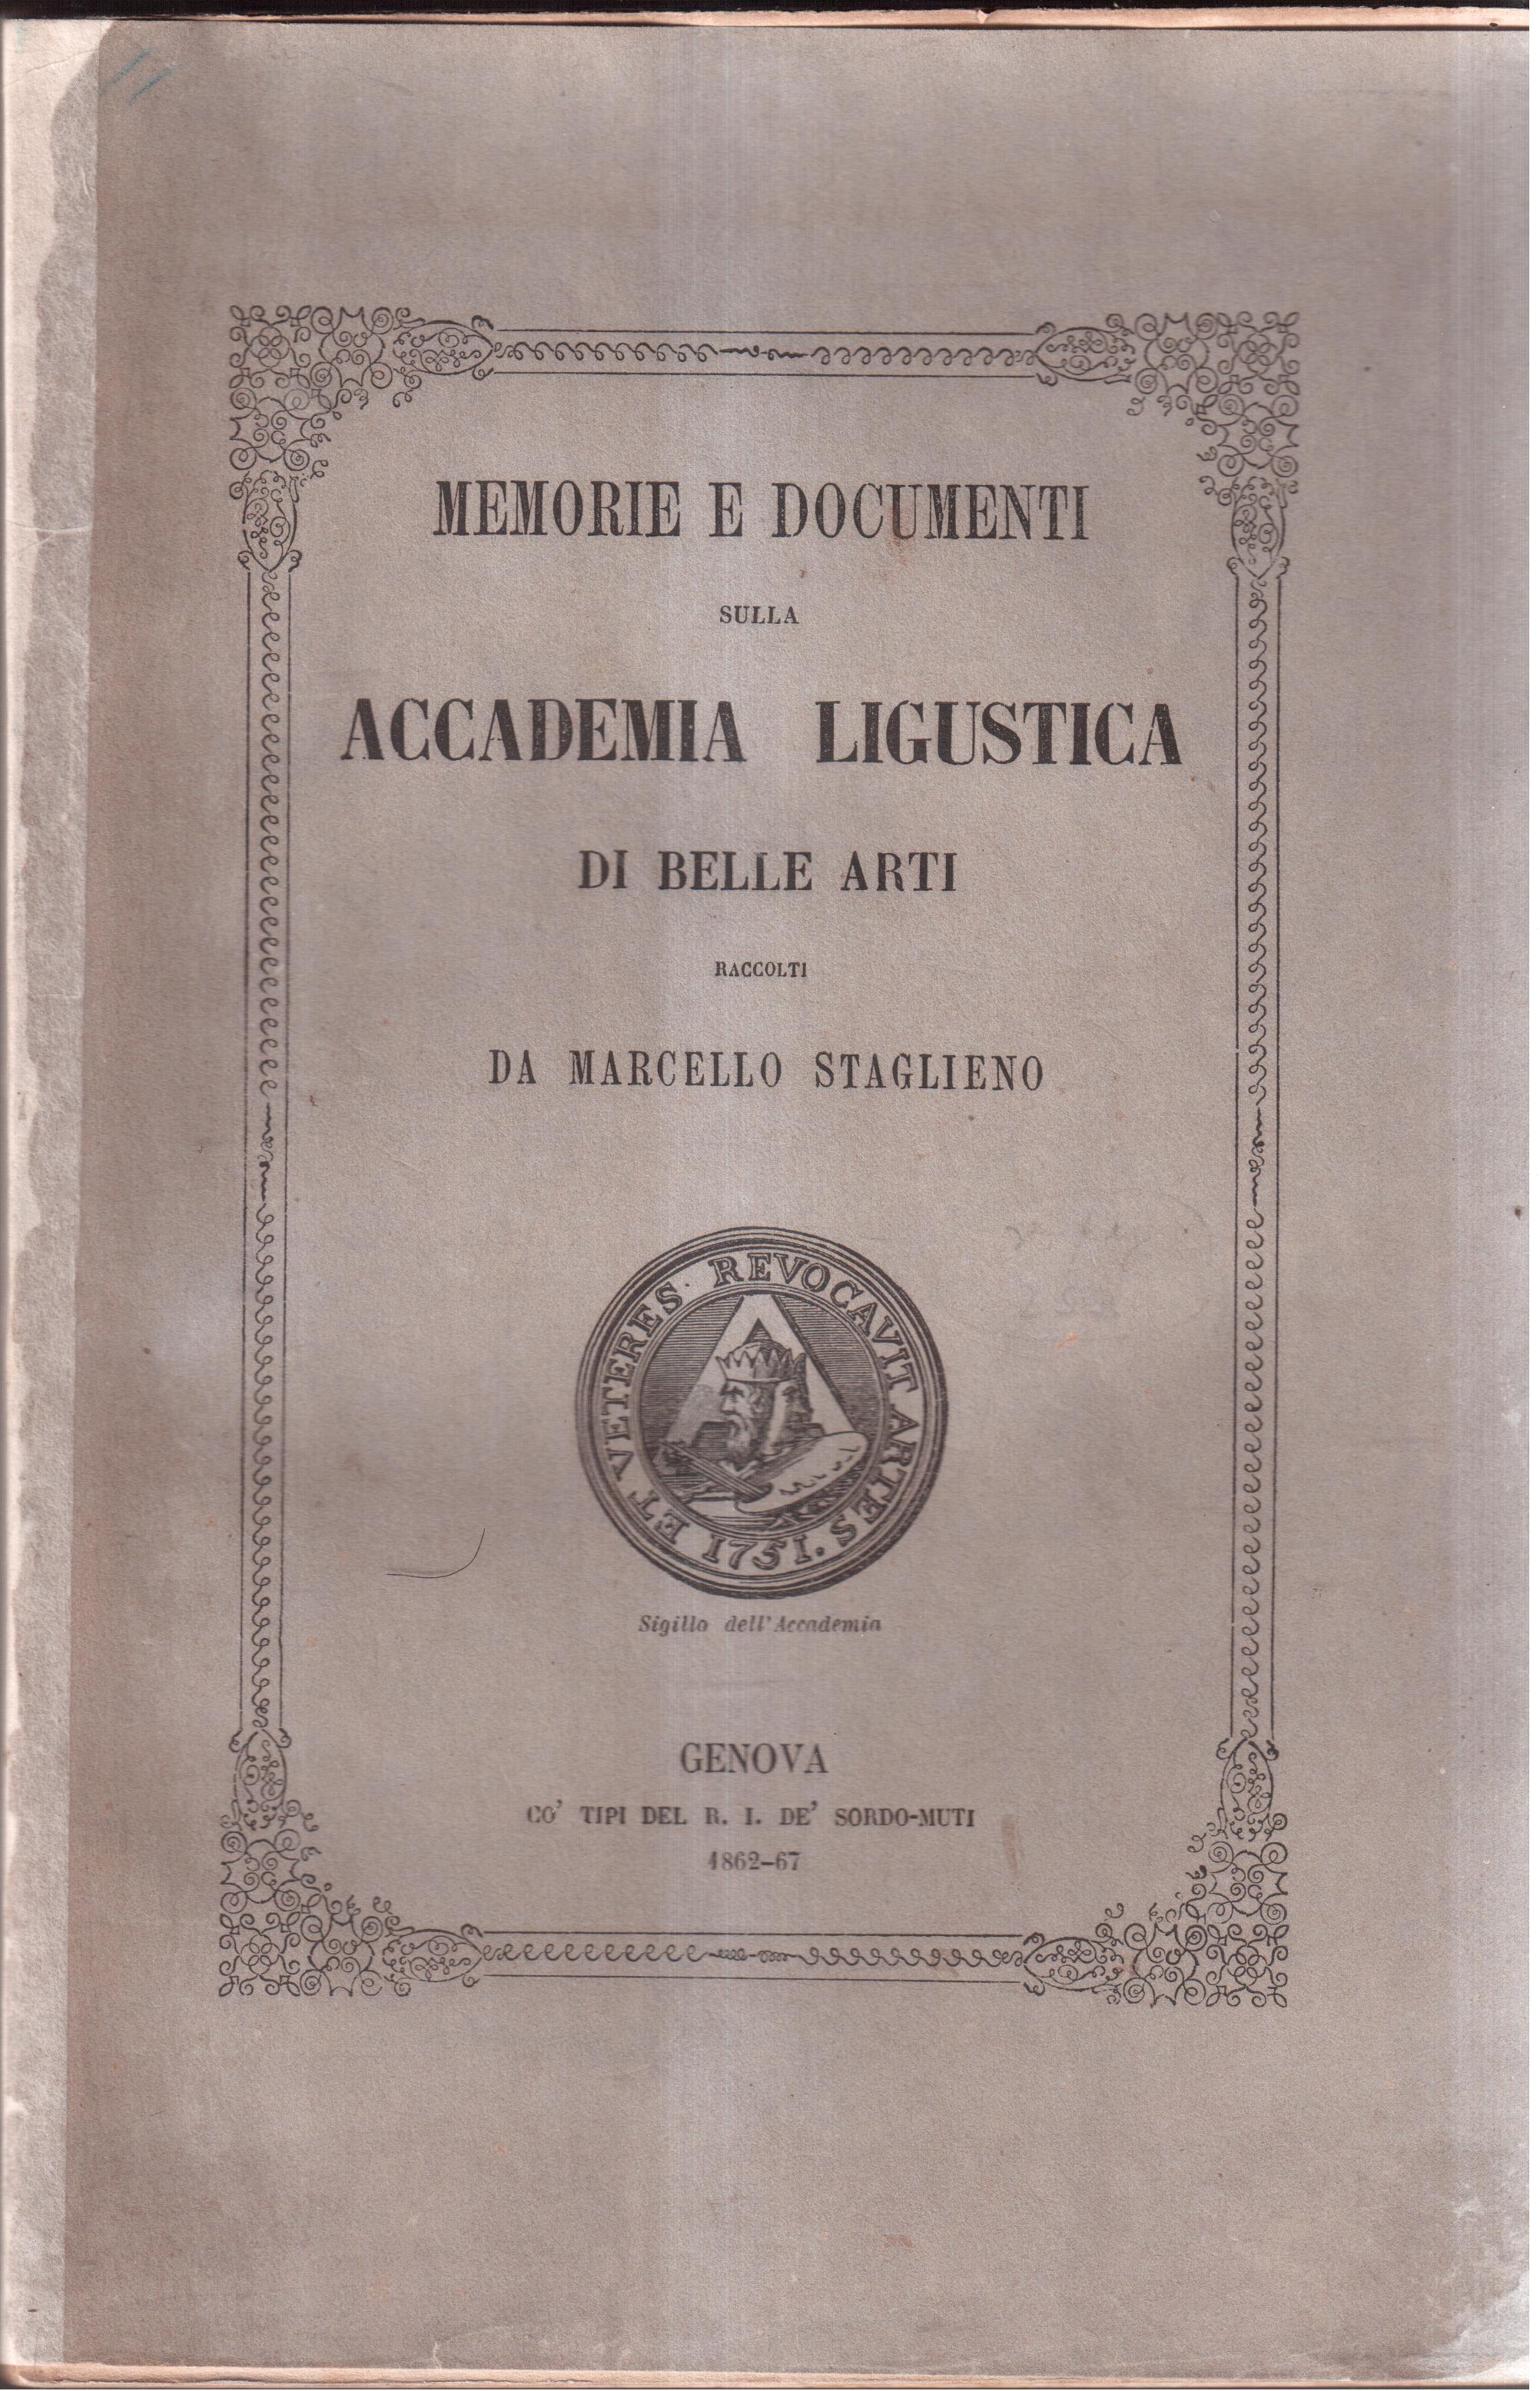 MEMORIE E DOCUMENTI
SULLA
ACCADEMIA LIGUSTICA
DI BELLE ARTI
RACCOLTI
DA MARCELLO STAGLIENO
ET VETERES REVOCAVIT ARTES
1751.
Sigillo dell'Accademia
GENOVA
CO' TIPI DEL R. I. DE' SORDO-MUTI
1862-67